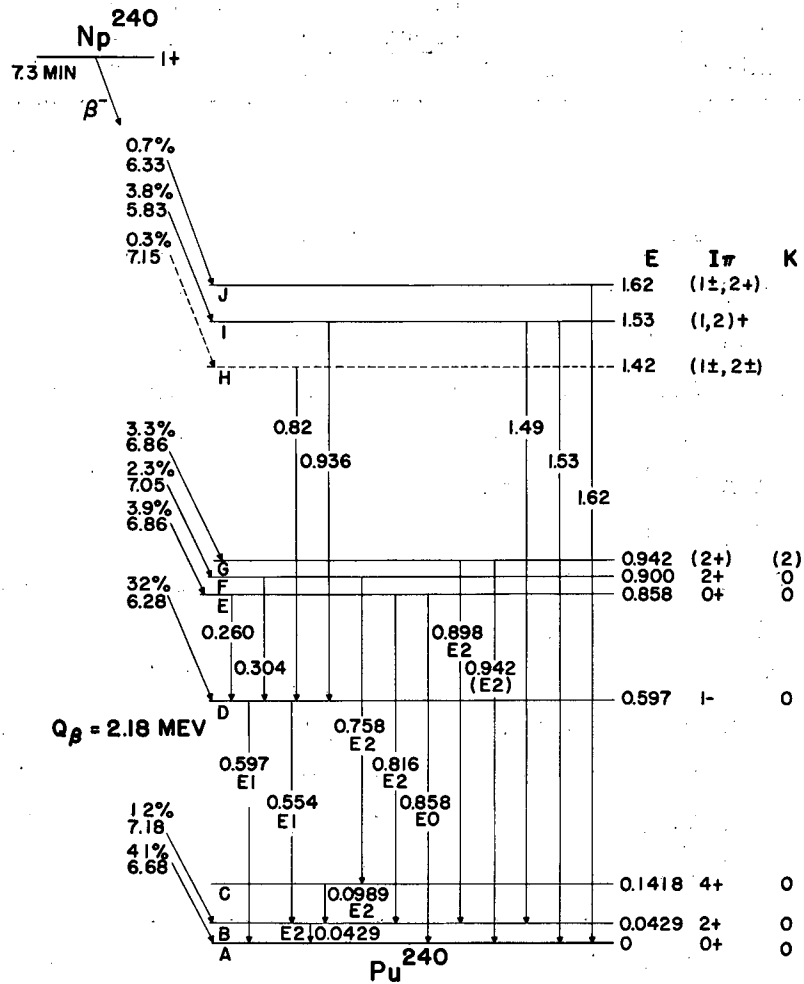 Np240
7.3 MIN
1+
β-
0.7%
6.33
3.8%
5.83
0.3%
7.15
E Iπ K
J 1.62 (1±,2+)
I 1.53 (1,2)+
H 1.42 (1±,2±)
0.82
0.936
1.49
1.53
1.62
3.3%
6.86
2.3%
7.05
3.9%
6.86
32%
6.28
G 0.942 (2+) (2)
F 0.900 2+ 0
E 0.858 0+ 0
0.260
0.304
0.898
E2
0.942
(E2)
D 0.597 1- 0
Qβ = 2.18 MEV
0.758
E2
0.597
E1
0.816
E2
0.554
E1
0.858
E0
12%
7.18
41%
6.68
C 0.1418 4+ 0
0.0989
E2
B 0.0429 2+ 0
E2 0.0429
A 0 0+ 0
Pu240